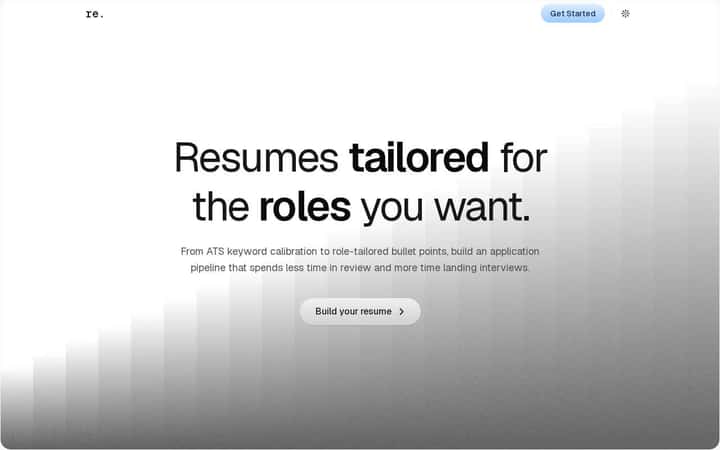 re.
Get Started
Resumes tailored for
the roles you want.
From ATS keyword calibration to role-tailored bullet points, build an application
pipeline that spends less time in review and more time landing interviews.
Build your resume